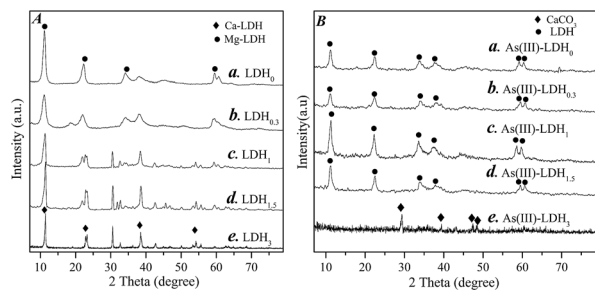 A
◆ Ca-LDH
● Mg-LDH
a. LDH0
b. LDH0.3
c. LDH1
d. LDH1.5
e. LDH3
Intensity (a.u.)
10 20 30 40 50 60 70
2 Theta (degree)
B
◆ CaCO3
● LDH
a. As(III)-LDH0
b. As(III)-LDH0.3
c. As(III)-LDH1
d. As(III)-LDH1.5
e. As(III)-LDH3
Intensity(a.u)
10 20 30 40 50 60 70
2 Theta (degree)